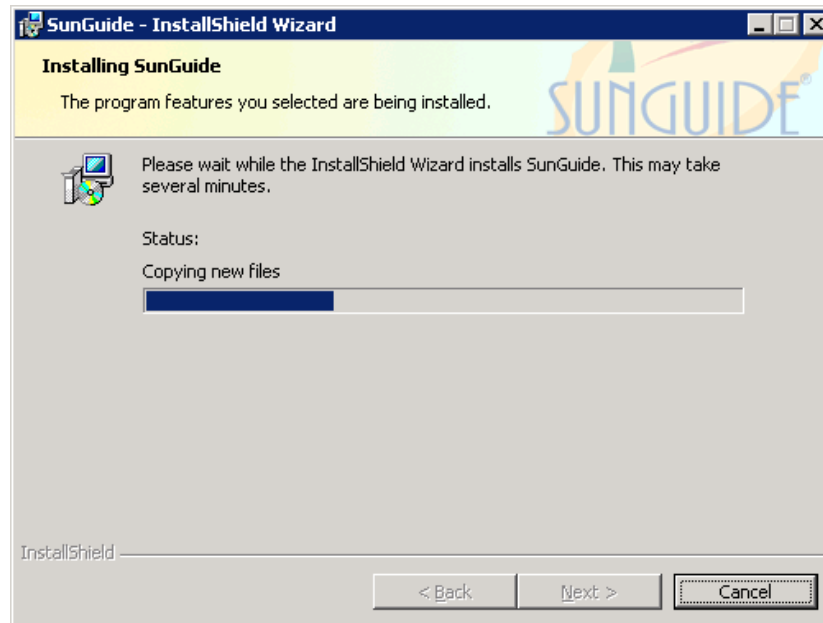 SunGuide - InstallShield Wizard
Installing SunGuide
The program features you selected are being installed.
SUNGUIDE®
Please wait while the InstallShield Wizard installs SunGuide. This may take
several minutes.
Status:
Copying new files
InstallShield
< Back Next > Cancel